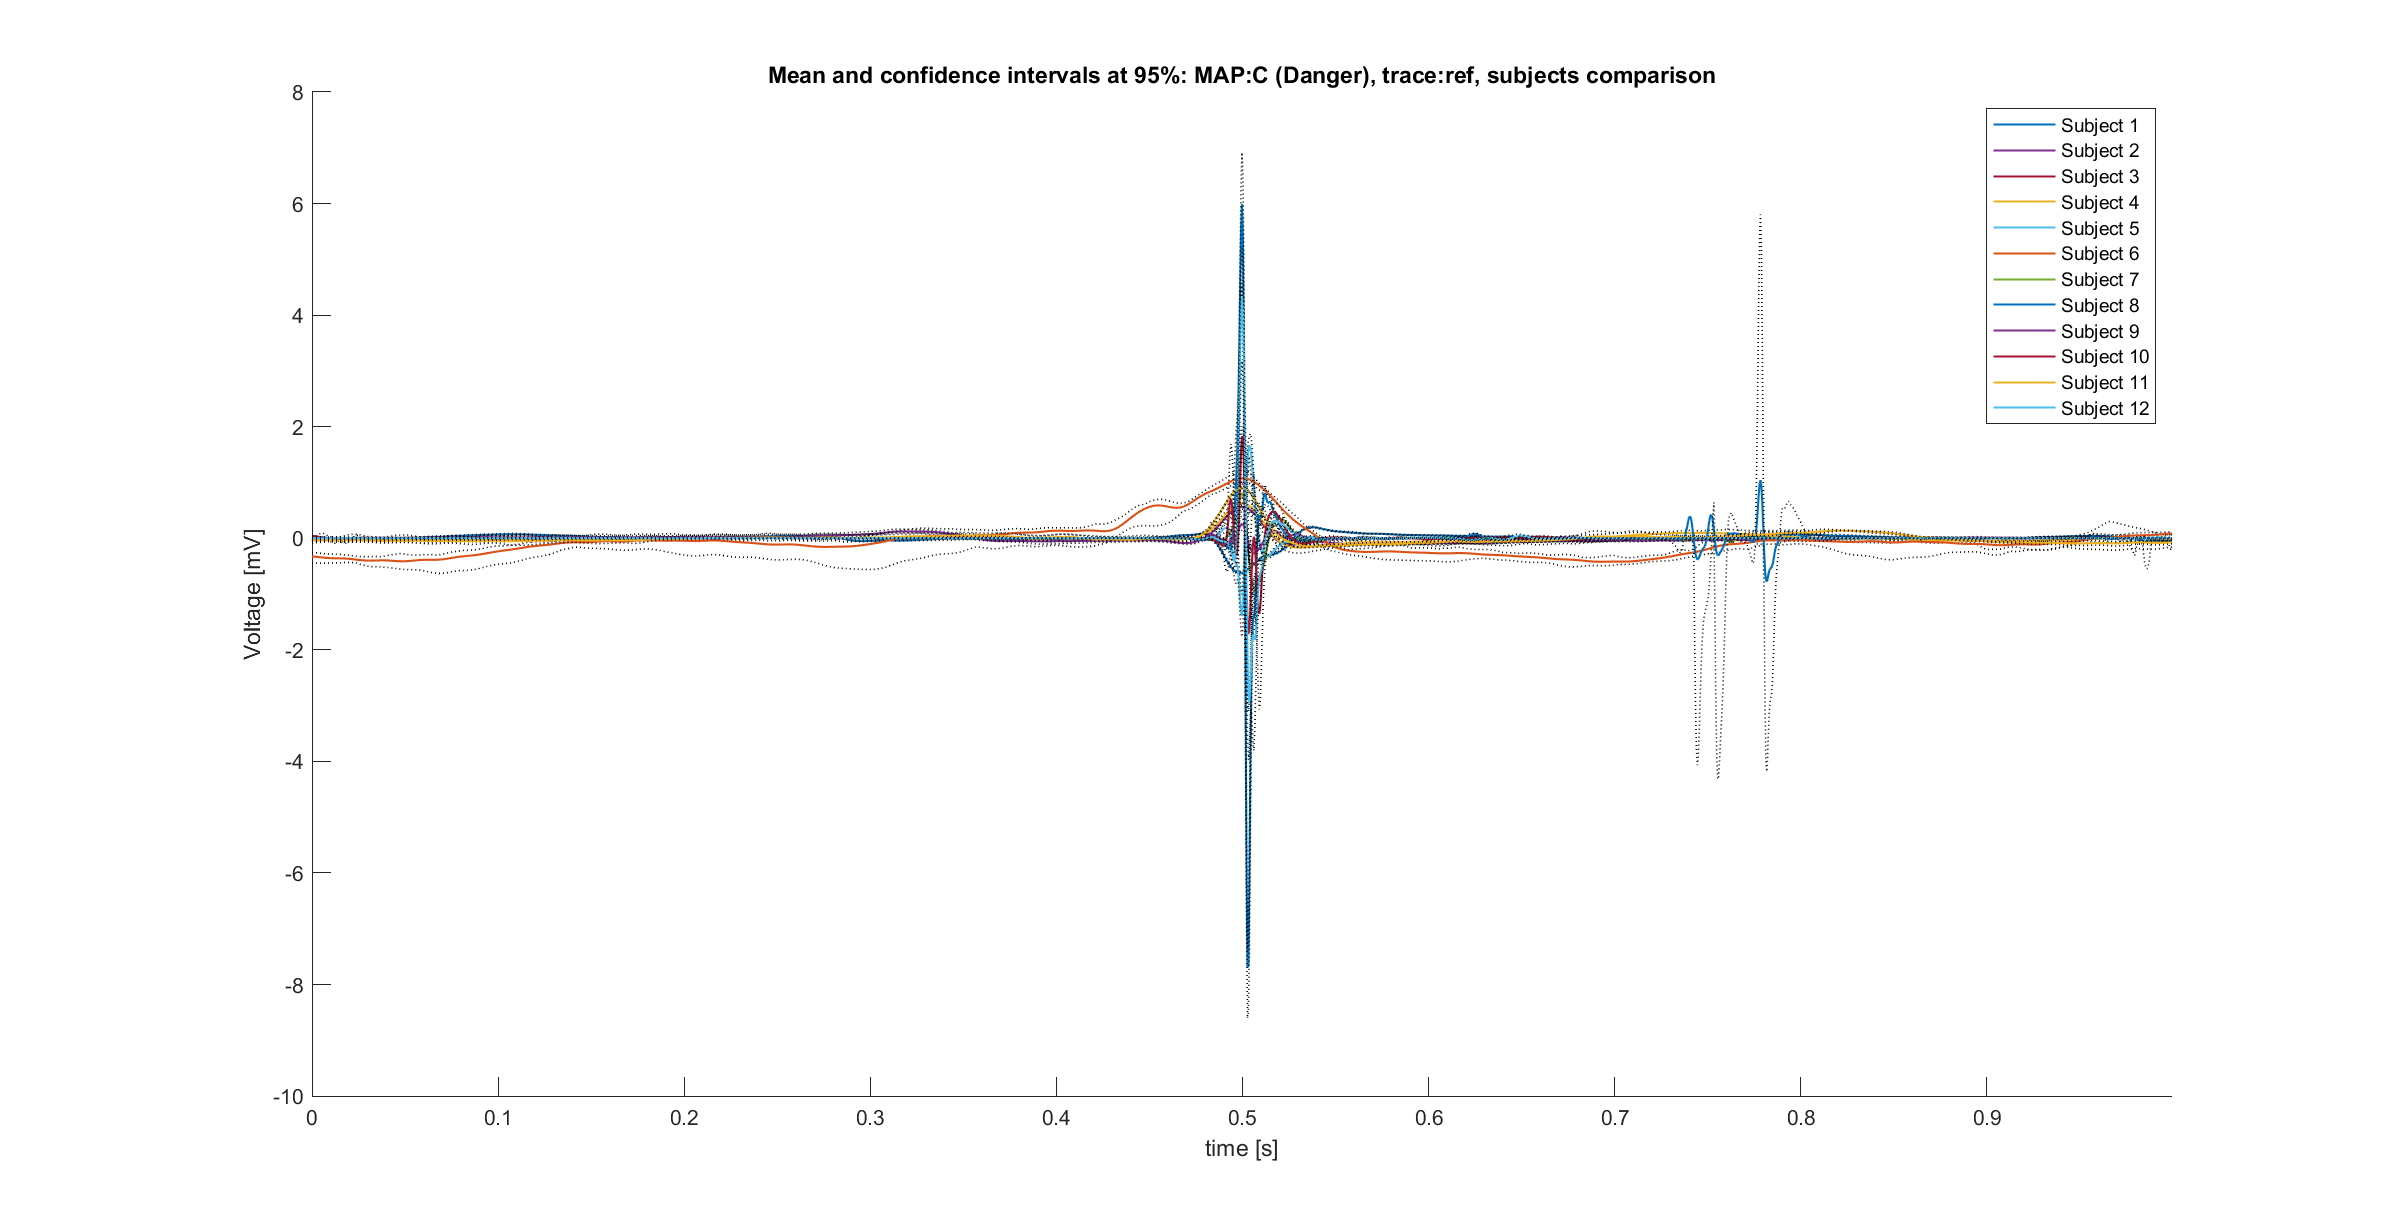 Mean and confidence intervals at 95%: MAP:C (Danger), trace:ref, subjects comparison
8
6
4
2
0
-2
-4
-6
-8
-10
Voltage [mV]
0 0.1 0.2 0.3 0.4 0.5 0.6 0.7 0.8 0.9
time [s]
Subject 1
Subject 2
Subject 3
Subject 4
Subject 5
Subject 6
Subject 7
Subject 8
Subject 9
Subject 10
Subject 11
Subject 12